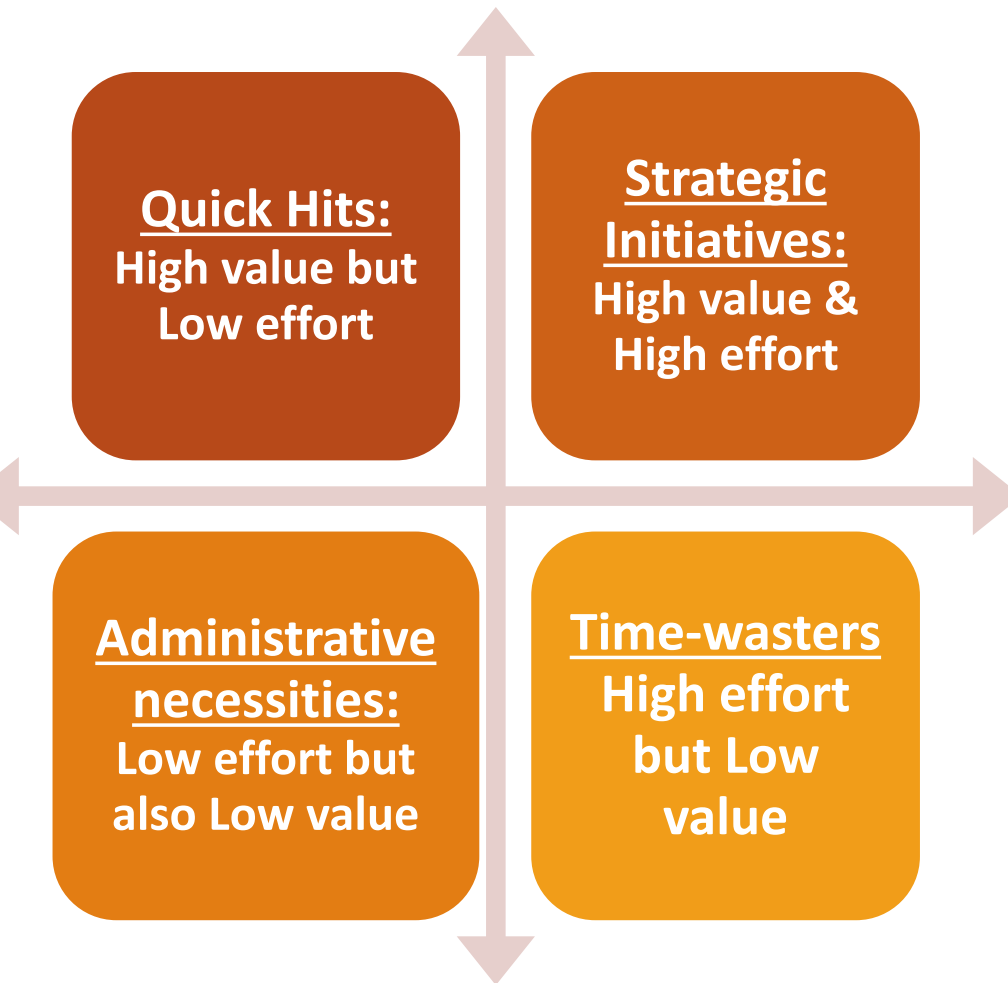 Quick Hits:
High value but
Low effort
Strategic
Initiatives:
High value &
High effort
Administrative
necessities:
Low effort but
also Low value
Time-wasters
High effort
but Low
value